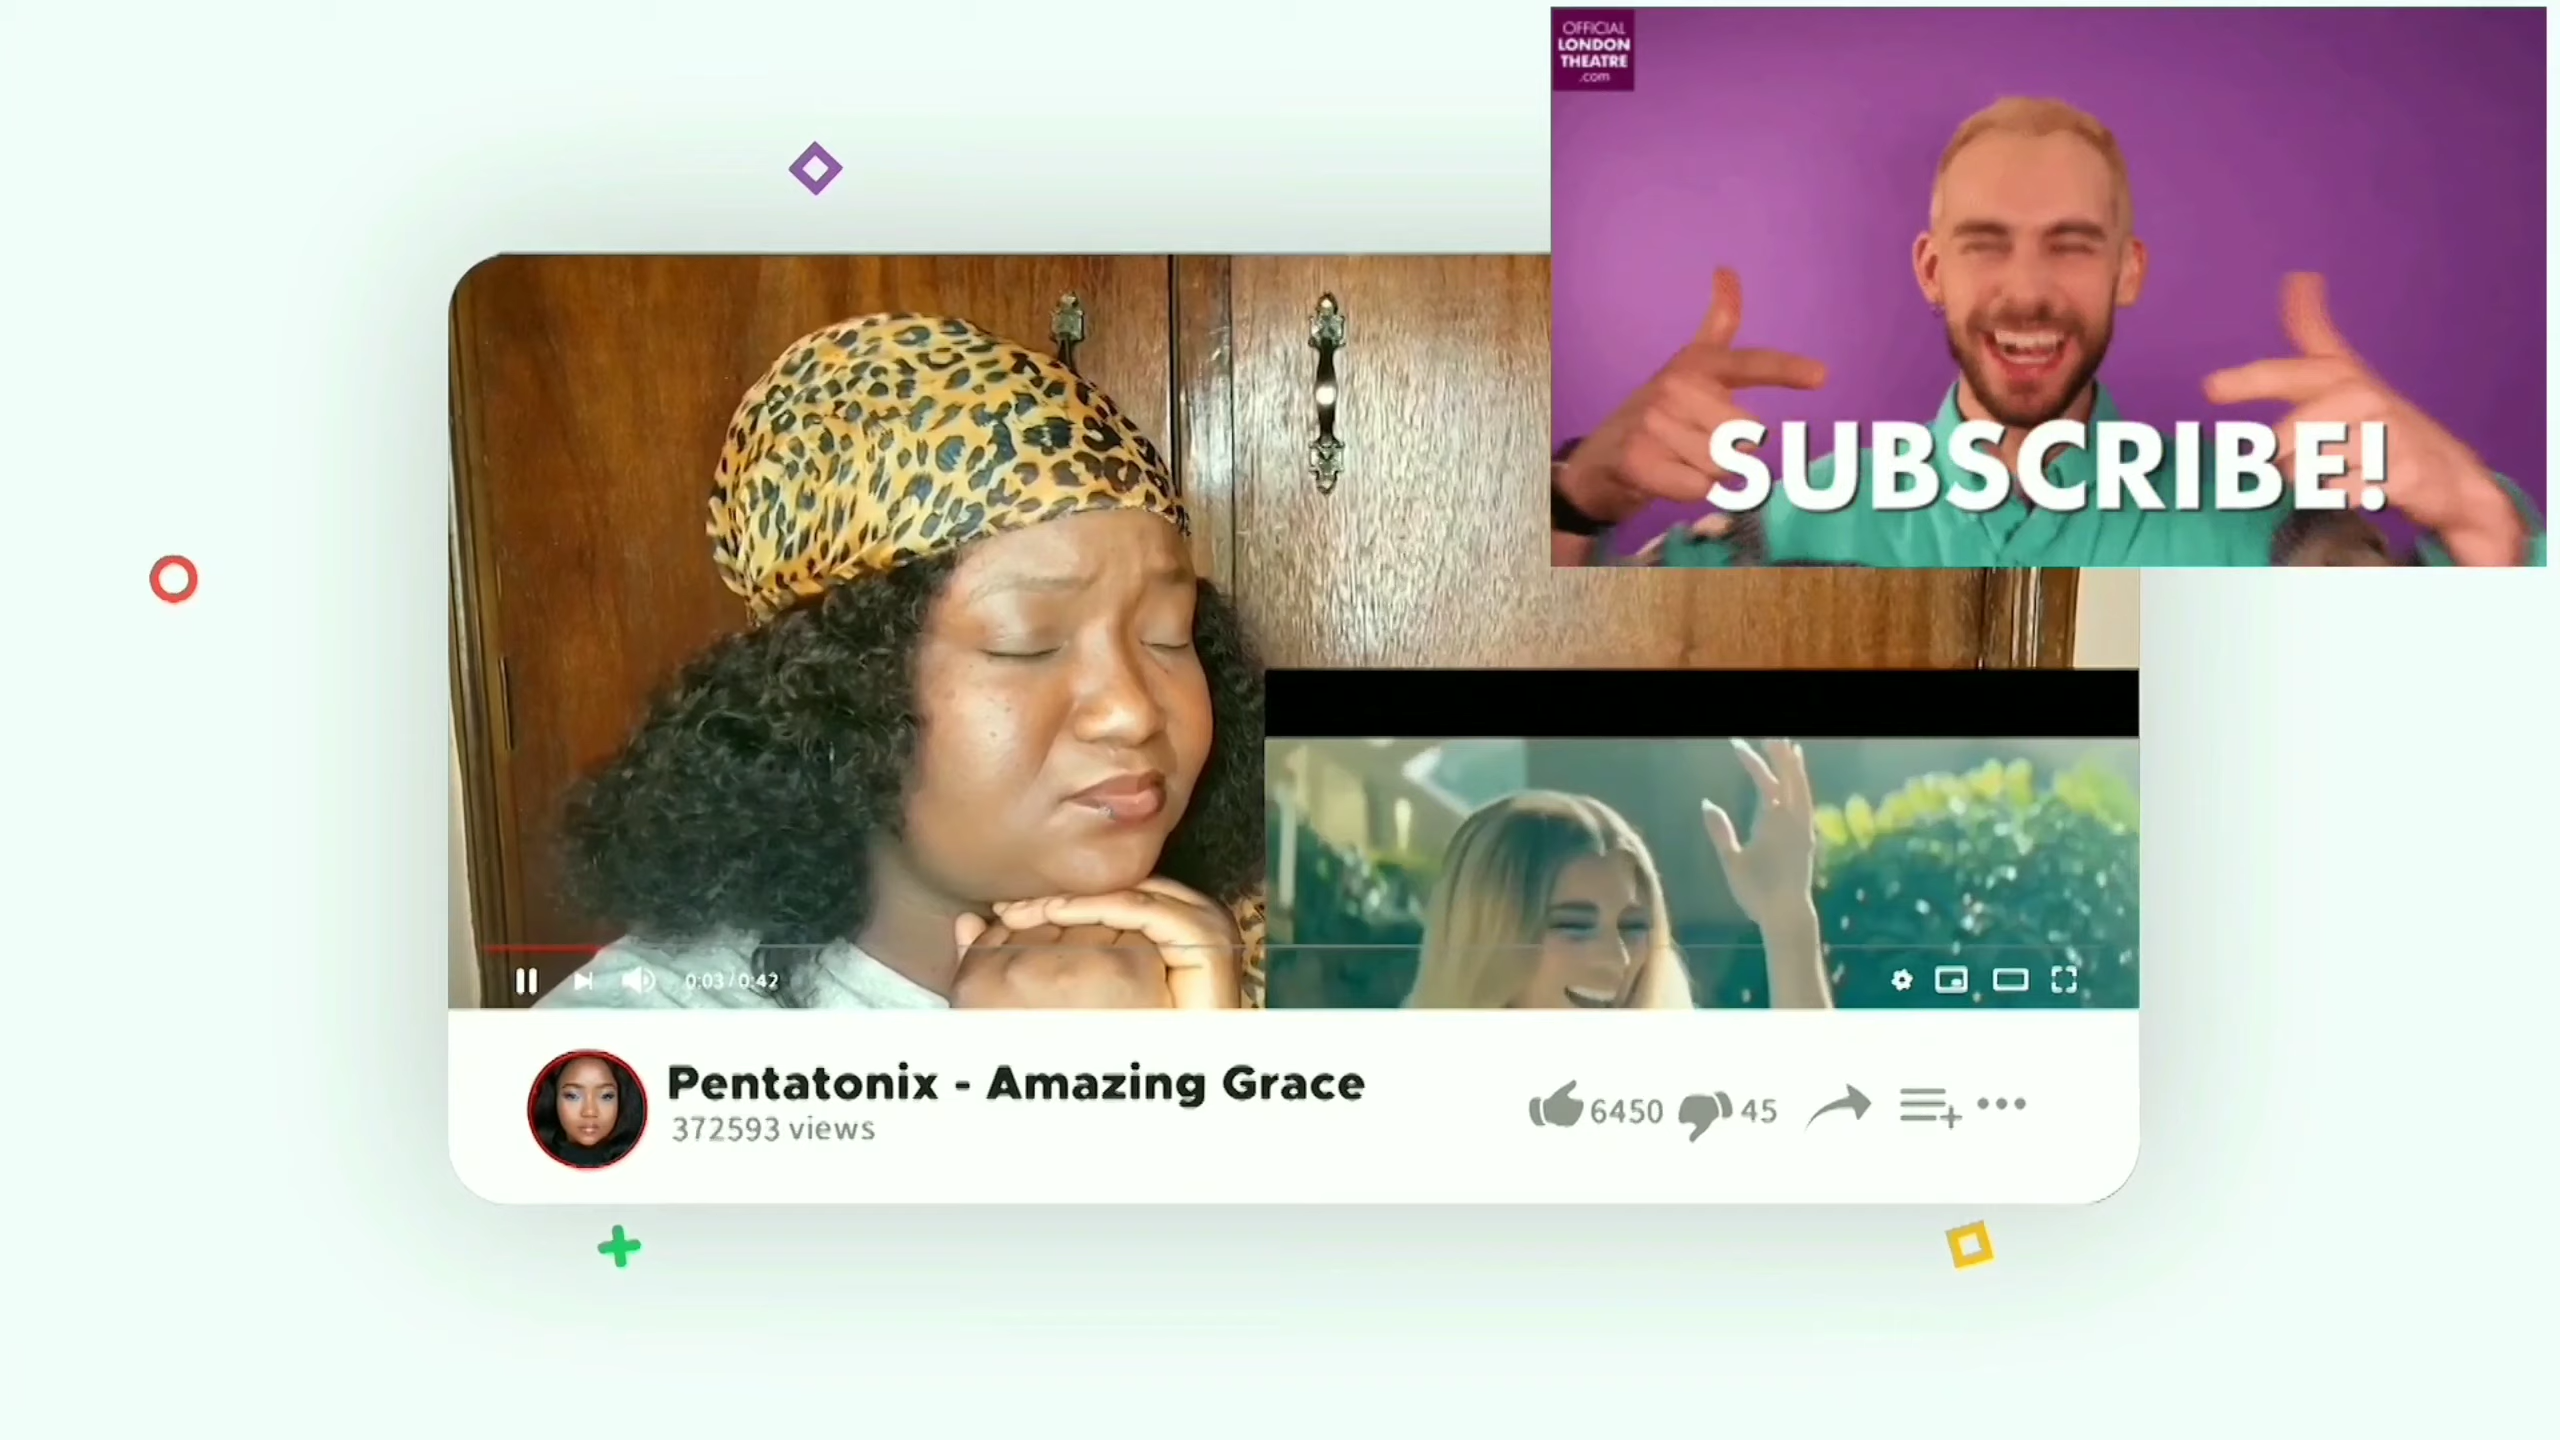 OFFICIAL
LONDON
THEATRE
.com
SUBSCRIBE!
0:03 / 0:42
Pentatonix - Amazing Grace
372593 views
6450
45